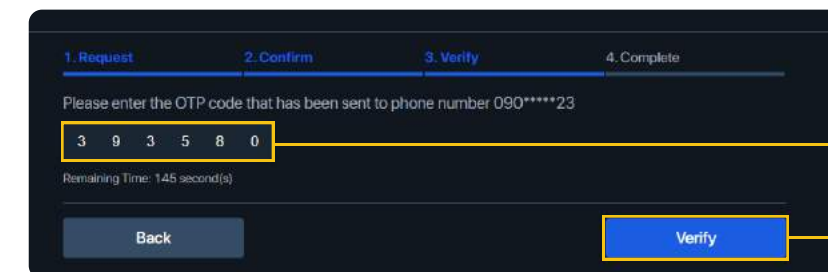 1. Request 2. Confirm 3. Verify 4. Complete
Please enter the OTP code that has been sent to phone number 090*****23
3 9 3 5 8 0
Remaining Time: 145 second(s)
Back Verify